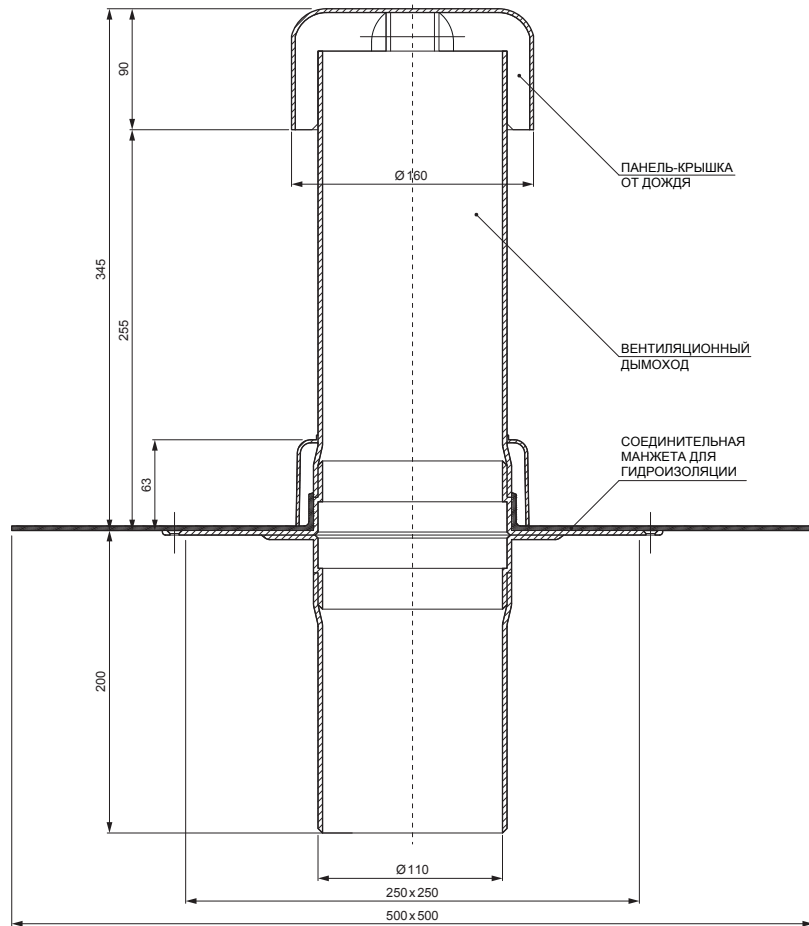 90
Ø 160
ПАНЕЛЬ-КРЫШКА
ОТ ДОЖДЯ
345
255
ВЕНТИЛЯЦИОННЫЙ
ДЫМОХОД
63
СОЕДИНИТЕЛЬНАЯ
МАНЖЕТА ДЛЯ
ГИДРОИЗОЛЯЦИИ
200
Ø 110
250 x 250
500 x 500